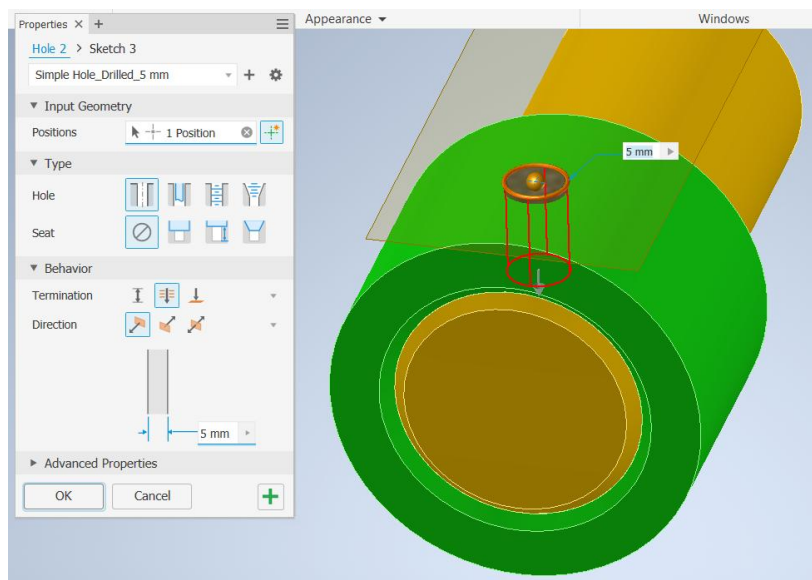 Appearance
Windows
Properties × +
Hole 2 > Sketch 3
Simple Hole_Drilled_5 mm
Input Geometry
Positions 1 Position
Type
Hole
Seat
Behavior
Termination
Direction
5 mm
Advanced Properties
OK Cancel
5 mm